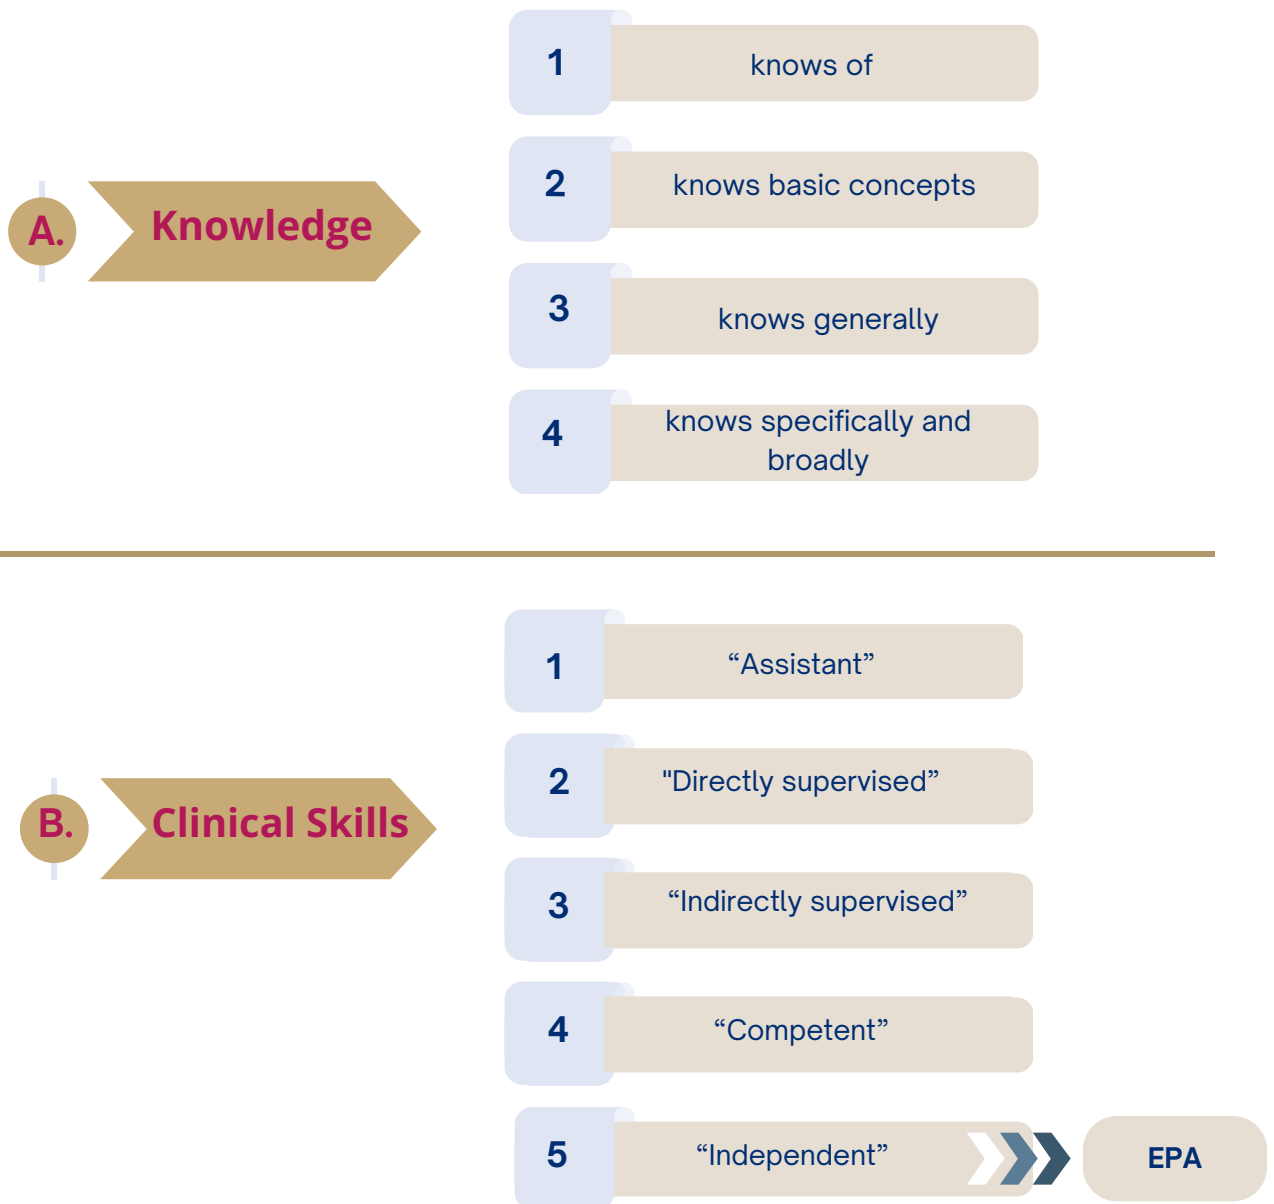 A.
Knowledge
1
knows of
2
knows basic concepts
3
knows generally
4
knows specifically and
broadly
B.
Clinical Skills
1
“Assistant”
2
"Directly supervised”
3
“Indirectly supervised”
4
“Competent”
5
“Independent”
EPA